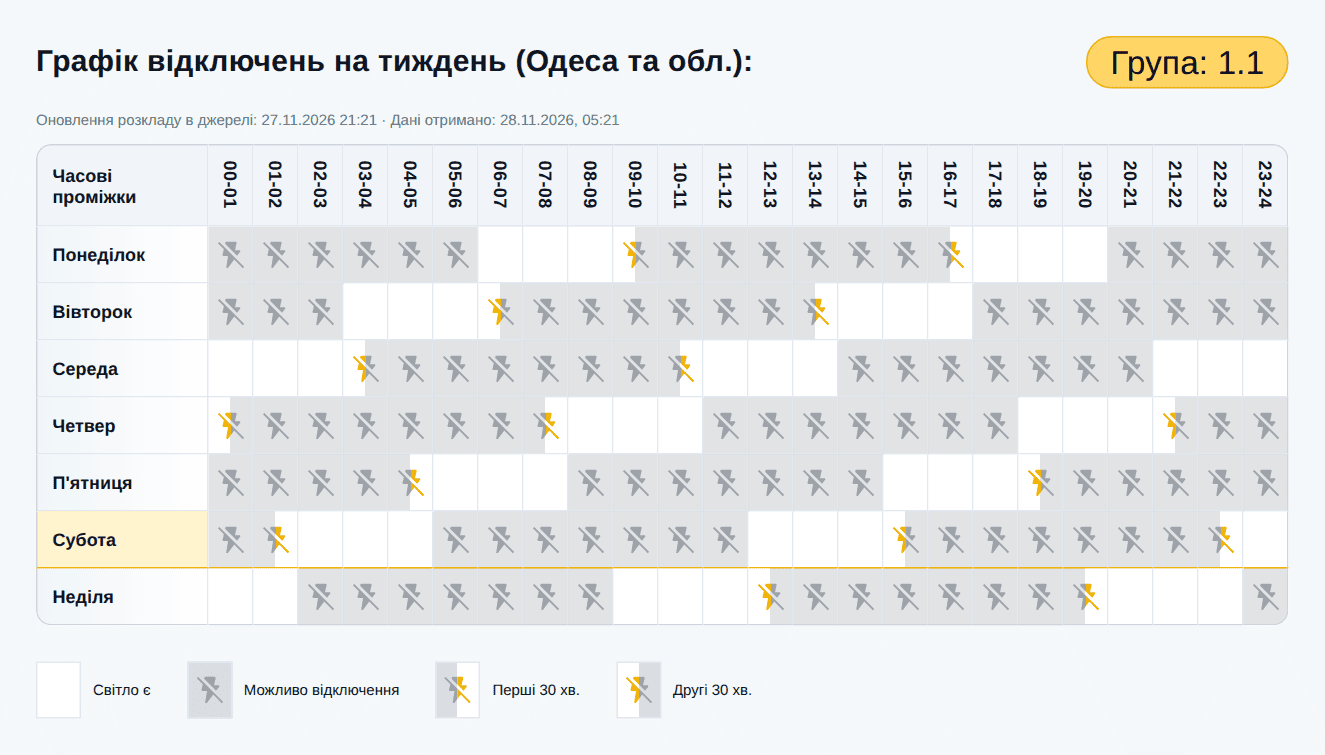 Графік відключень на тиждень (Одеса та обл.):
Група: 1.1
Оновлення розкладу в джерелі: 27.11.2026 21:21 · Дані отримано: 28.11.2026, 05:21
Часові
проміжки
00-01
01-02
02-03
03-04
04-05
05-06
06-07
07-08
08-09
09-10
10-11
11-12
12-13
13-14
14-15
15-16
16-17
17-18
18-19
19-20
20-21
21-22
22-23
23-24
Понеділок
Вівторок
Середа
Четвер
П'ятниця
Субота
Неділя
Світло є
Можливо відключення
Перші 30 хв.
Другі 30 хв.